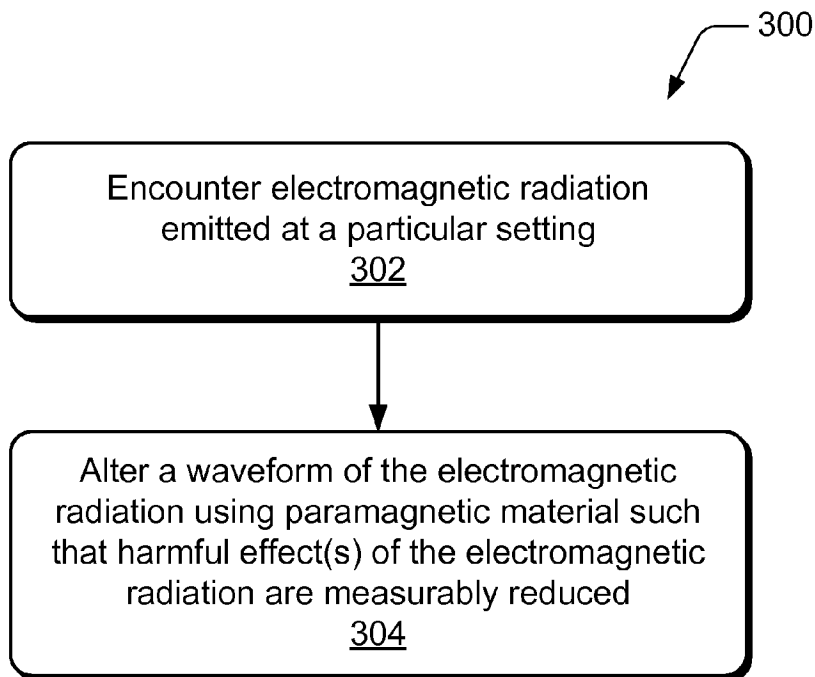 300
Encounter electromagnetic radiation
emitted at a particular setting
302
Alter a waveform of the electromagnetic
radiation using paramagnetic material such
that harmful effect(s) of the electromagnetic
radiation are measurably reduced
304